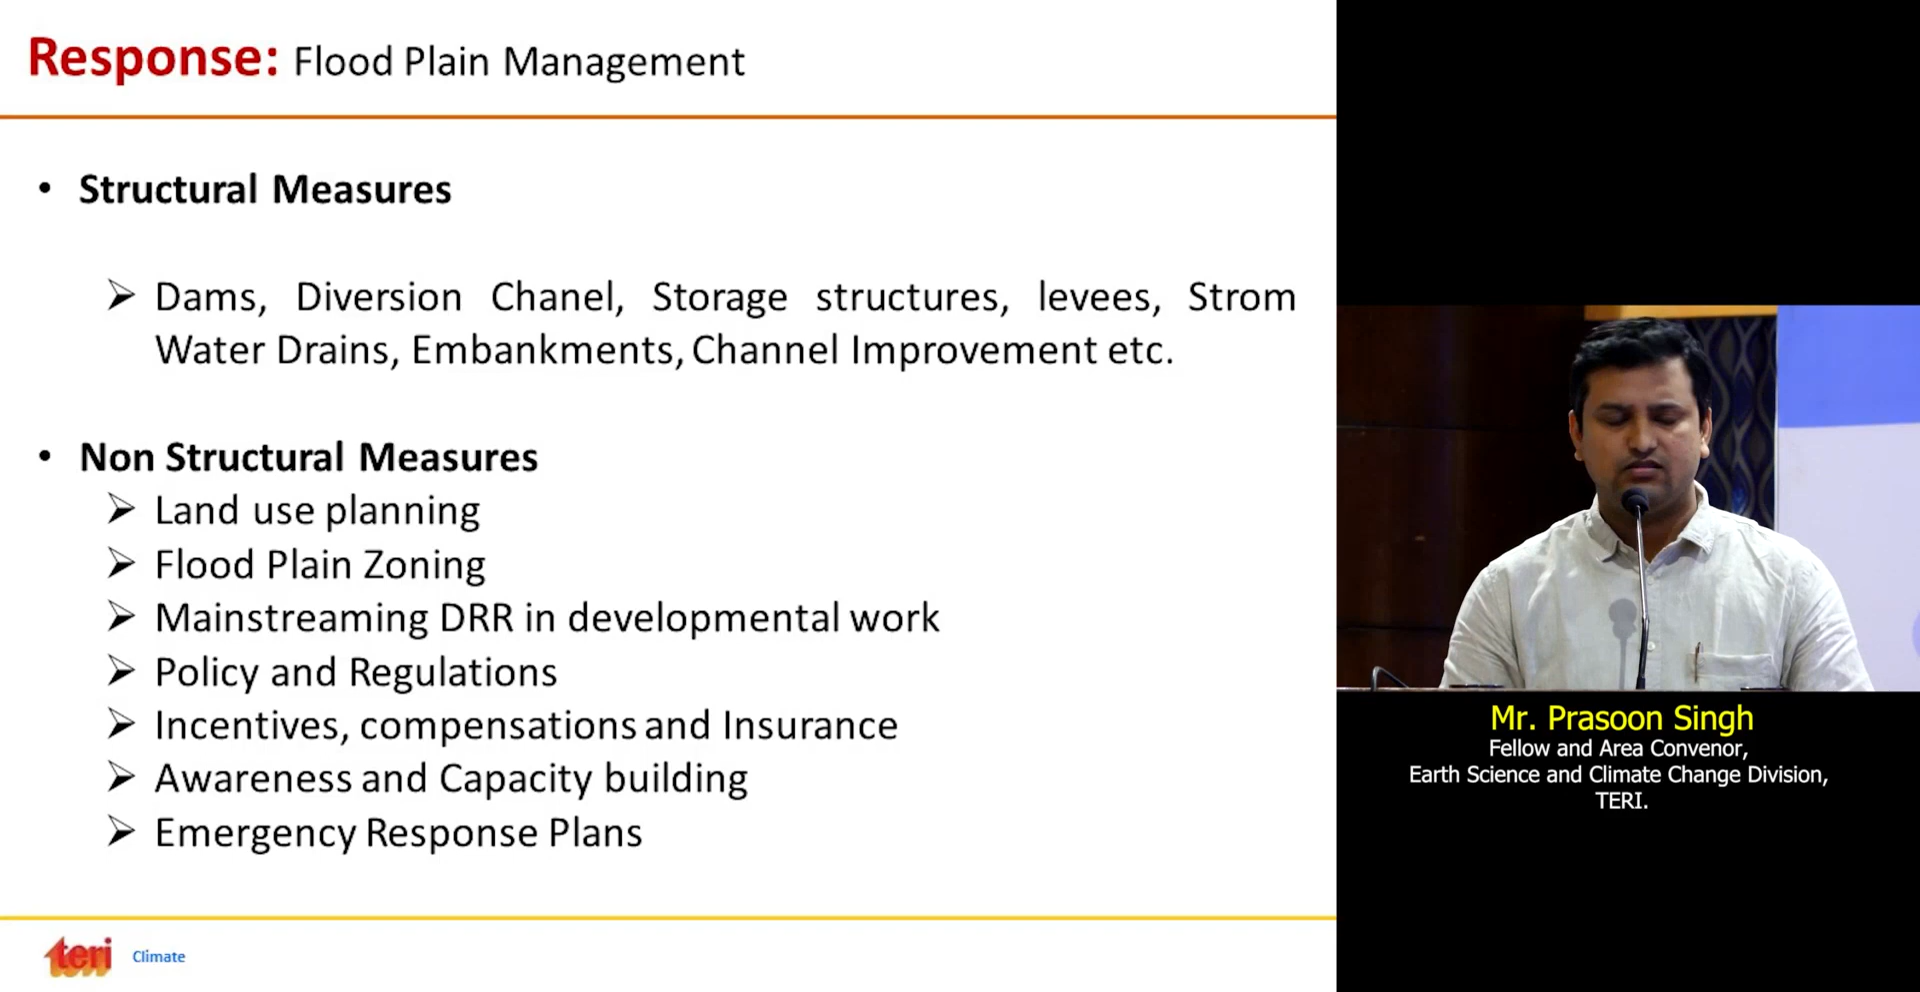 Response: Flood Plain Management
• Structural Measures
➢ Dams, Diversion Chanel, Storage structures, levees, Strom
Water Drains, Embankments, Channel Improvement etc.
• Non Structural Measures
➢ Land use planning
➢ Flood Plain Zoning
➢ Mainstreaming DRR in developmental work
➢ Policy and Regulations
➢ Incentives, compensations and Insurance
➢ Awareness and Capacity building
➢ Emergency Response Plans
teri Climate
Mr. Prasoon Singh
Fellow and Area Convenor,
Earth Science and Climate Change Division,
TERI.